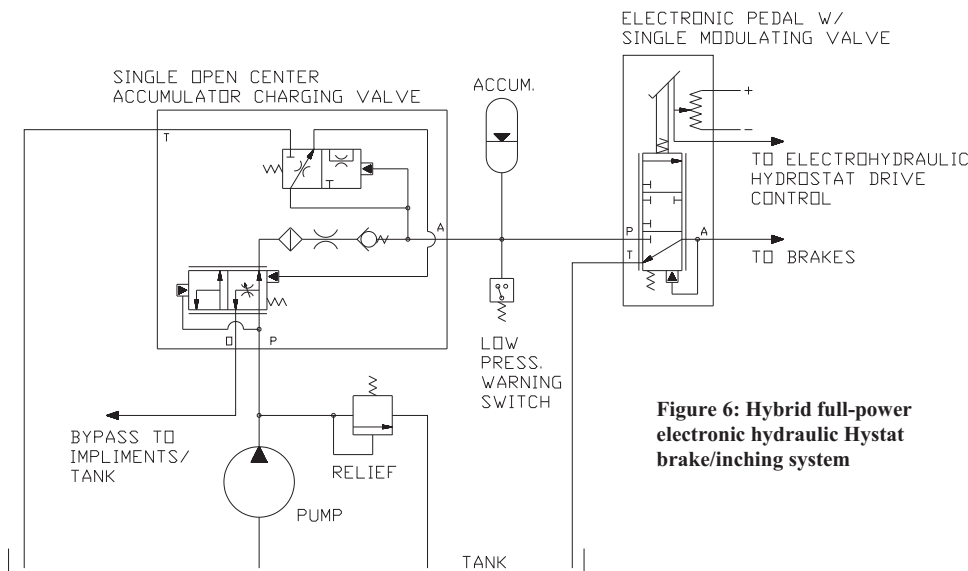 ELECTRONIC PEDAL W/
SINGLE MODULATING VALVE
SINGLE OPEN CENTER
ACCUMULATOR CHARGING VALVE
ACCUM.
T
+
-
TO ELECTROHYDRAULIC
HYDROSTAT DRIVE
CONTROL
T
A
P
A
T
TO BRAKES
O
P
LOW
PRESS.
WARNING
SWITCH
BYPASS TO
IMPLIMENTS/
TANK
RELIEF
PUMP
TANK
Figure 6: Hybrid full-power
electronic hydraulic Hystat
brake/inching system